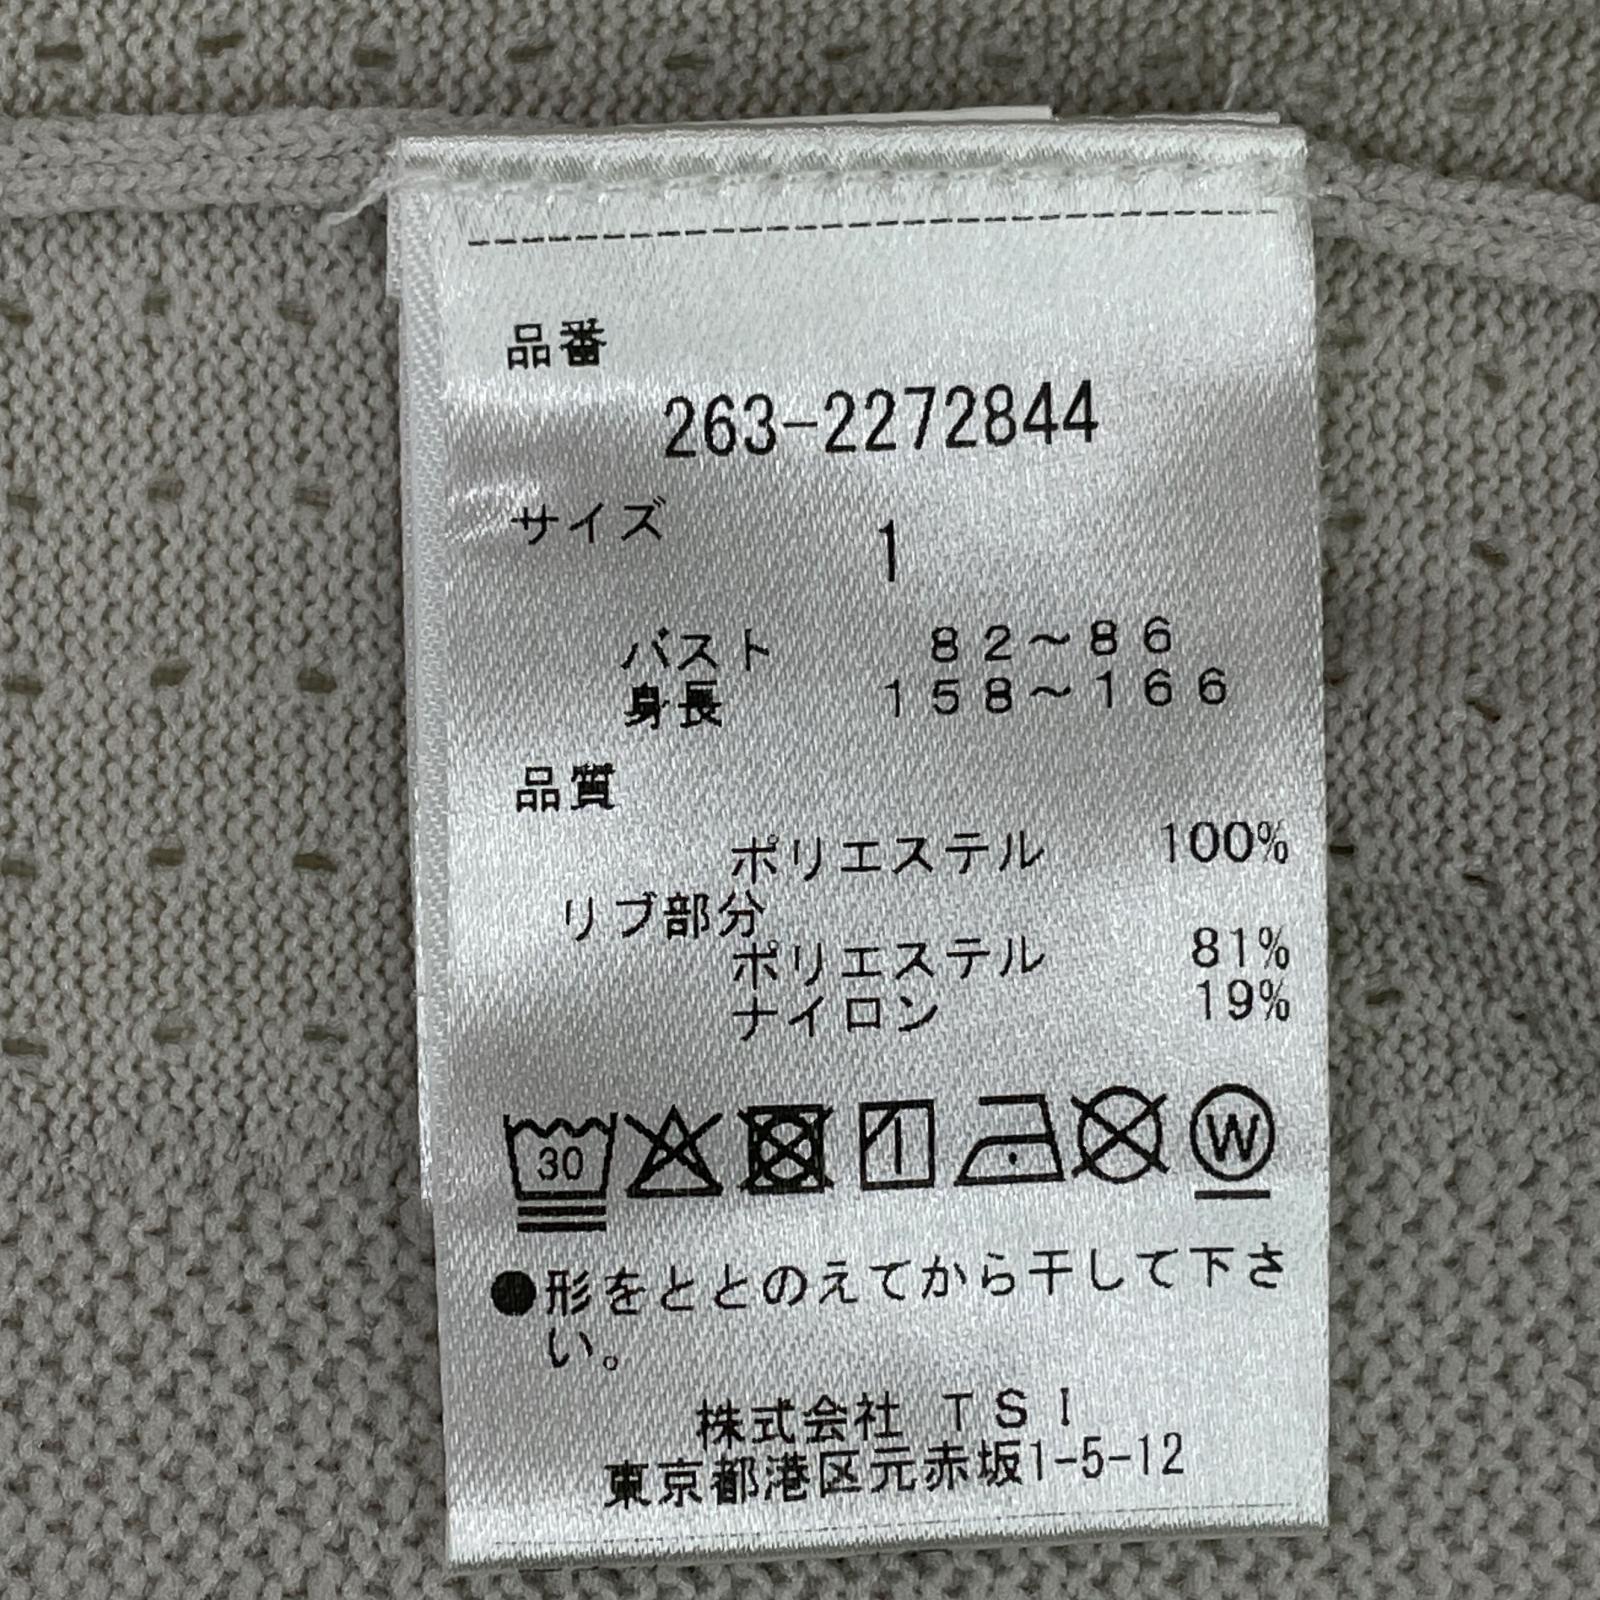 品番
263-2272844
サイズ 1
バスト 82～86
身長 158～166
品質
ポリエステル 100%
リブ部分
ポリエステル 81%
ナイロン 19%
30 W
●形をととのえてから干して下さ
い。
株式会社 TSI
東京都港区元赤坂1-5-12